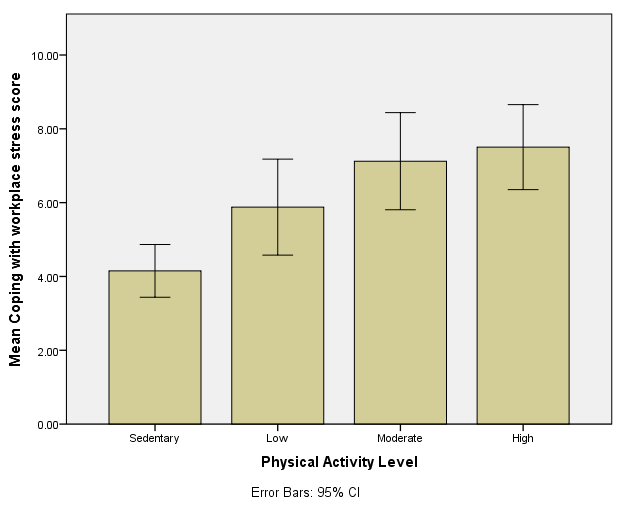 Mean Coping with workplace stress score
10.00
8.00
6.00
4.00
2.00
0.00
Sedentary
Low
Moderate
High
Physical Activity Level
Error Bars: 95% CI